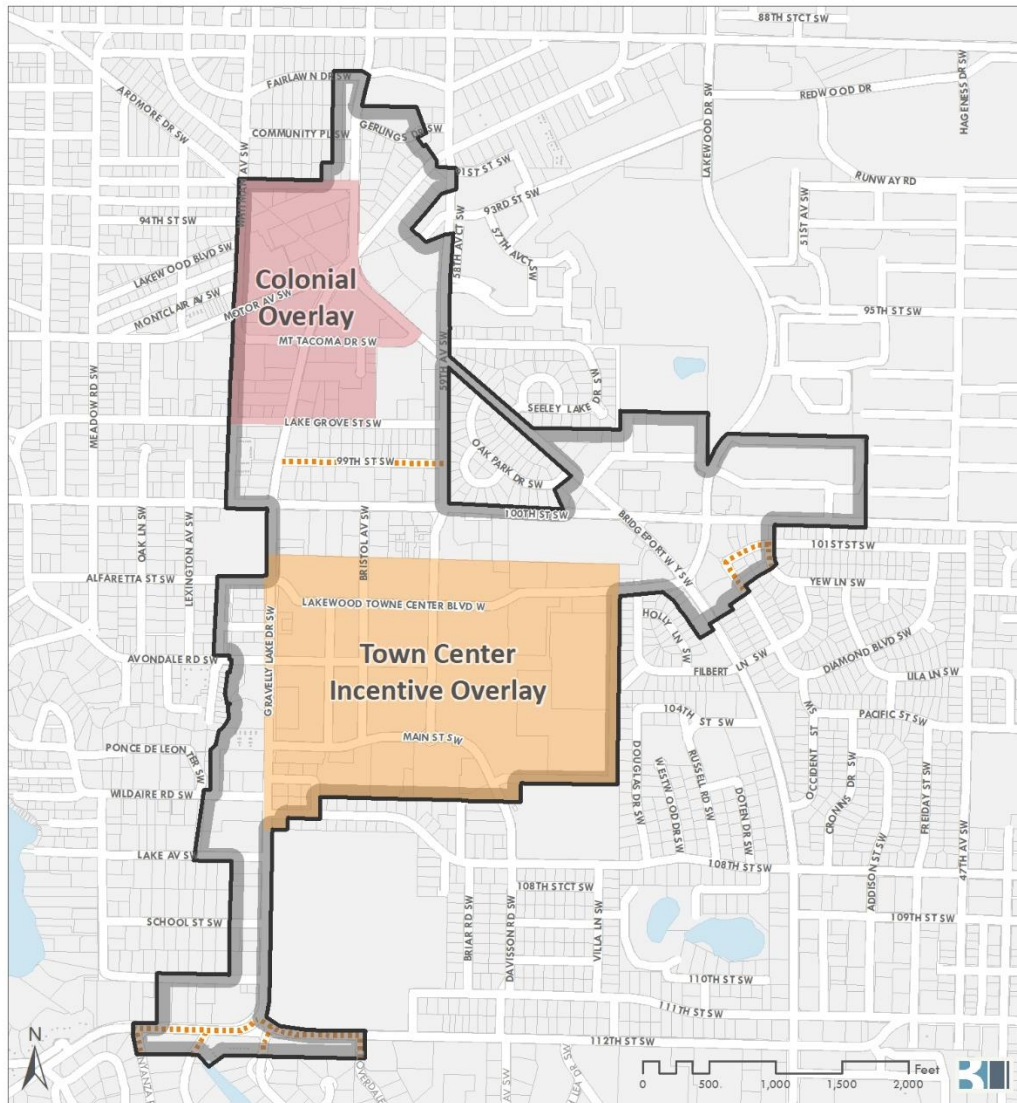 88TH STCT SW
FAIRLAWN DR SW
REDWOOD DR
HAGENESS DR SW
ARDMORE DR SW
LAKEWOOD DR SW
COMMUNITY PL SW
GERLINGS DR SW
91ST ST SW
RUNWAY RD
93RD ST SW
WHITMAN AV SW
94TH ST SW
58TH AVCT SW
57TH AVCT SW
51ST AV SW
LAKEWOOD BLVD SW
MONTCLAIR AV SW
MOTOR AV SW
Colonial
Overlay
95TH ST SW
MT TACOMA DR SW
59TH AV SW
MEADOW RD SW
SEELEY LAKE DR SW
LAKE GROVE ST SW
OAK PARK DR SW
99TH ST SW
100TH ST SW
BRIDGEPORT WY SW
OAK LN SW
LEXINGTON AV SW
BRISTOL AV SW
101ST ST SW
ALFARETTA ST SW
YEW LN SW
LAKEWOOD TOWNE CENTER BLVD W
HOLLY LN SW
GRAVELLY LAKE DR SW
FILBERT LN SW
DIAMOND BLVD SW
AVONDALE RD SW
Town Center
Incentive Overlay
LILA LN SW
104TH ST SW
PACIFIC ST SW
MAIN ST SW
PONCE DE LEON TER SW
OCCIDENT ST SW
DOUGLAS DR SW
WESTWOOD DR SW
RUSSELL RD SW
DOTEN DR SW
CRONINS DR SW
FREIDAY ST SW
WILDAIRE RD SW
47TH AV SW
LAKE AV SW
108TH ST SW
108TH STCT SW
ADDISON ST SW
109TH ST SW
SCHOOL ST SW
BRIAR RD SW
DAVISSON RD SW
VILLA LN SW
110TH ST SW
111TH ST SW
112TH ST SW
N
Feet
0 500 1,000 1,500 2,000